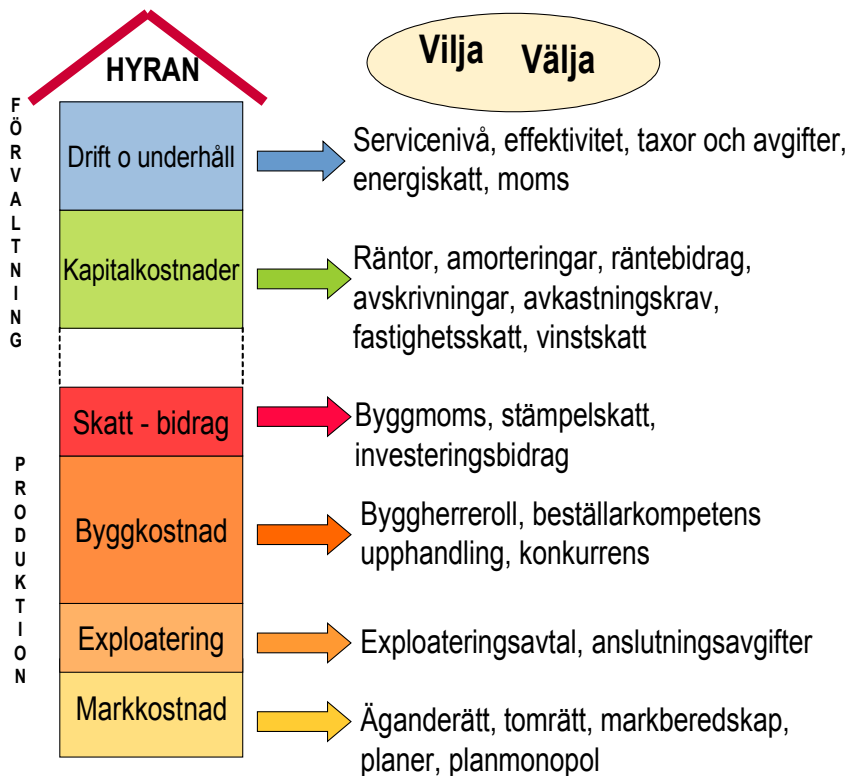 HYRAN
Vilja Välja
FÖRVALTNING
Drift o underhåll
Servicenivå, effektivitet, taxor och avgifter,
energiskatt, moms
Kapitalkostnader
Räntor, amorteringar, räntebidrag,
avskrivningar, avkastningskrav,
fastighetsskatt, vinstskatt
PRODUKTION
Skatt - bidrag
Byggmoms, stämpelskatt,
investeringsbidrag
Byggkostnad
Byggherreroll, beställarkompetens
upphandling, konkurrens
Exploatering
Exploateringsavtal, anslutningsavgifter
Markkostnad
Äganderätt, tomrätt, markberedskap,
planer, planmonopol